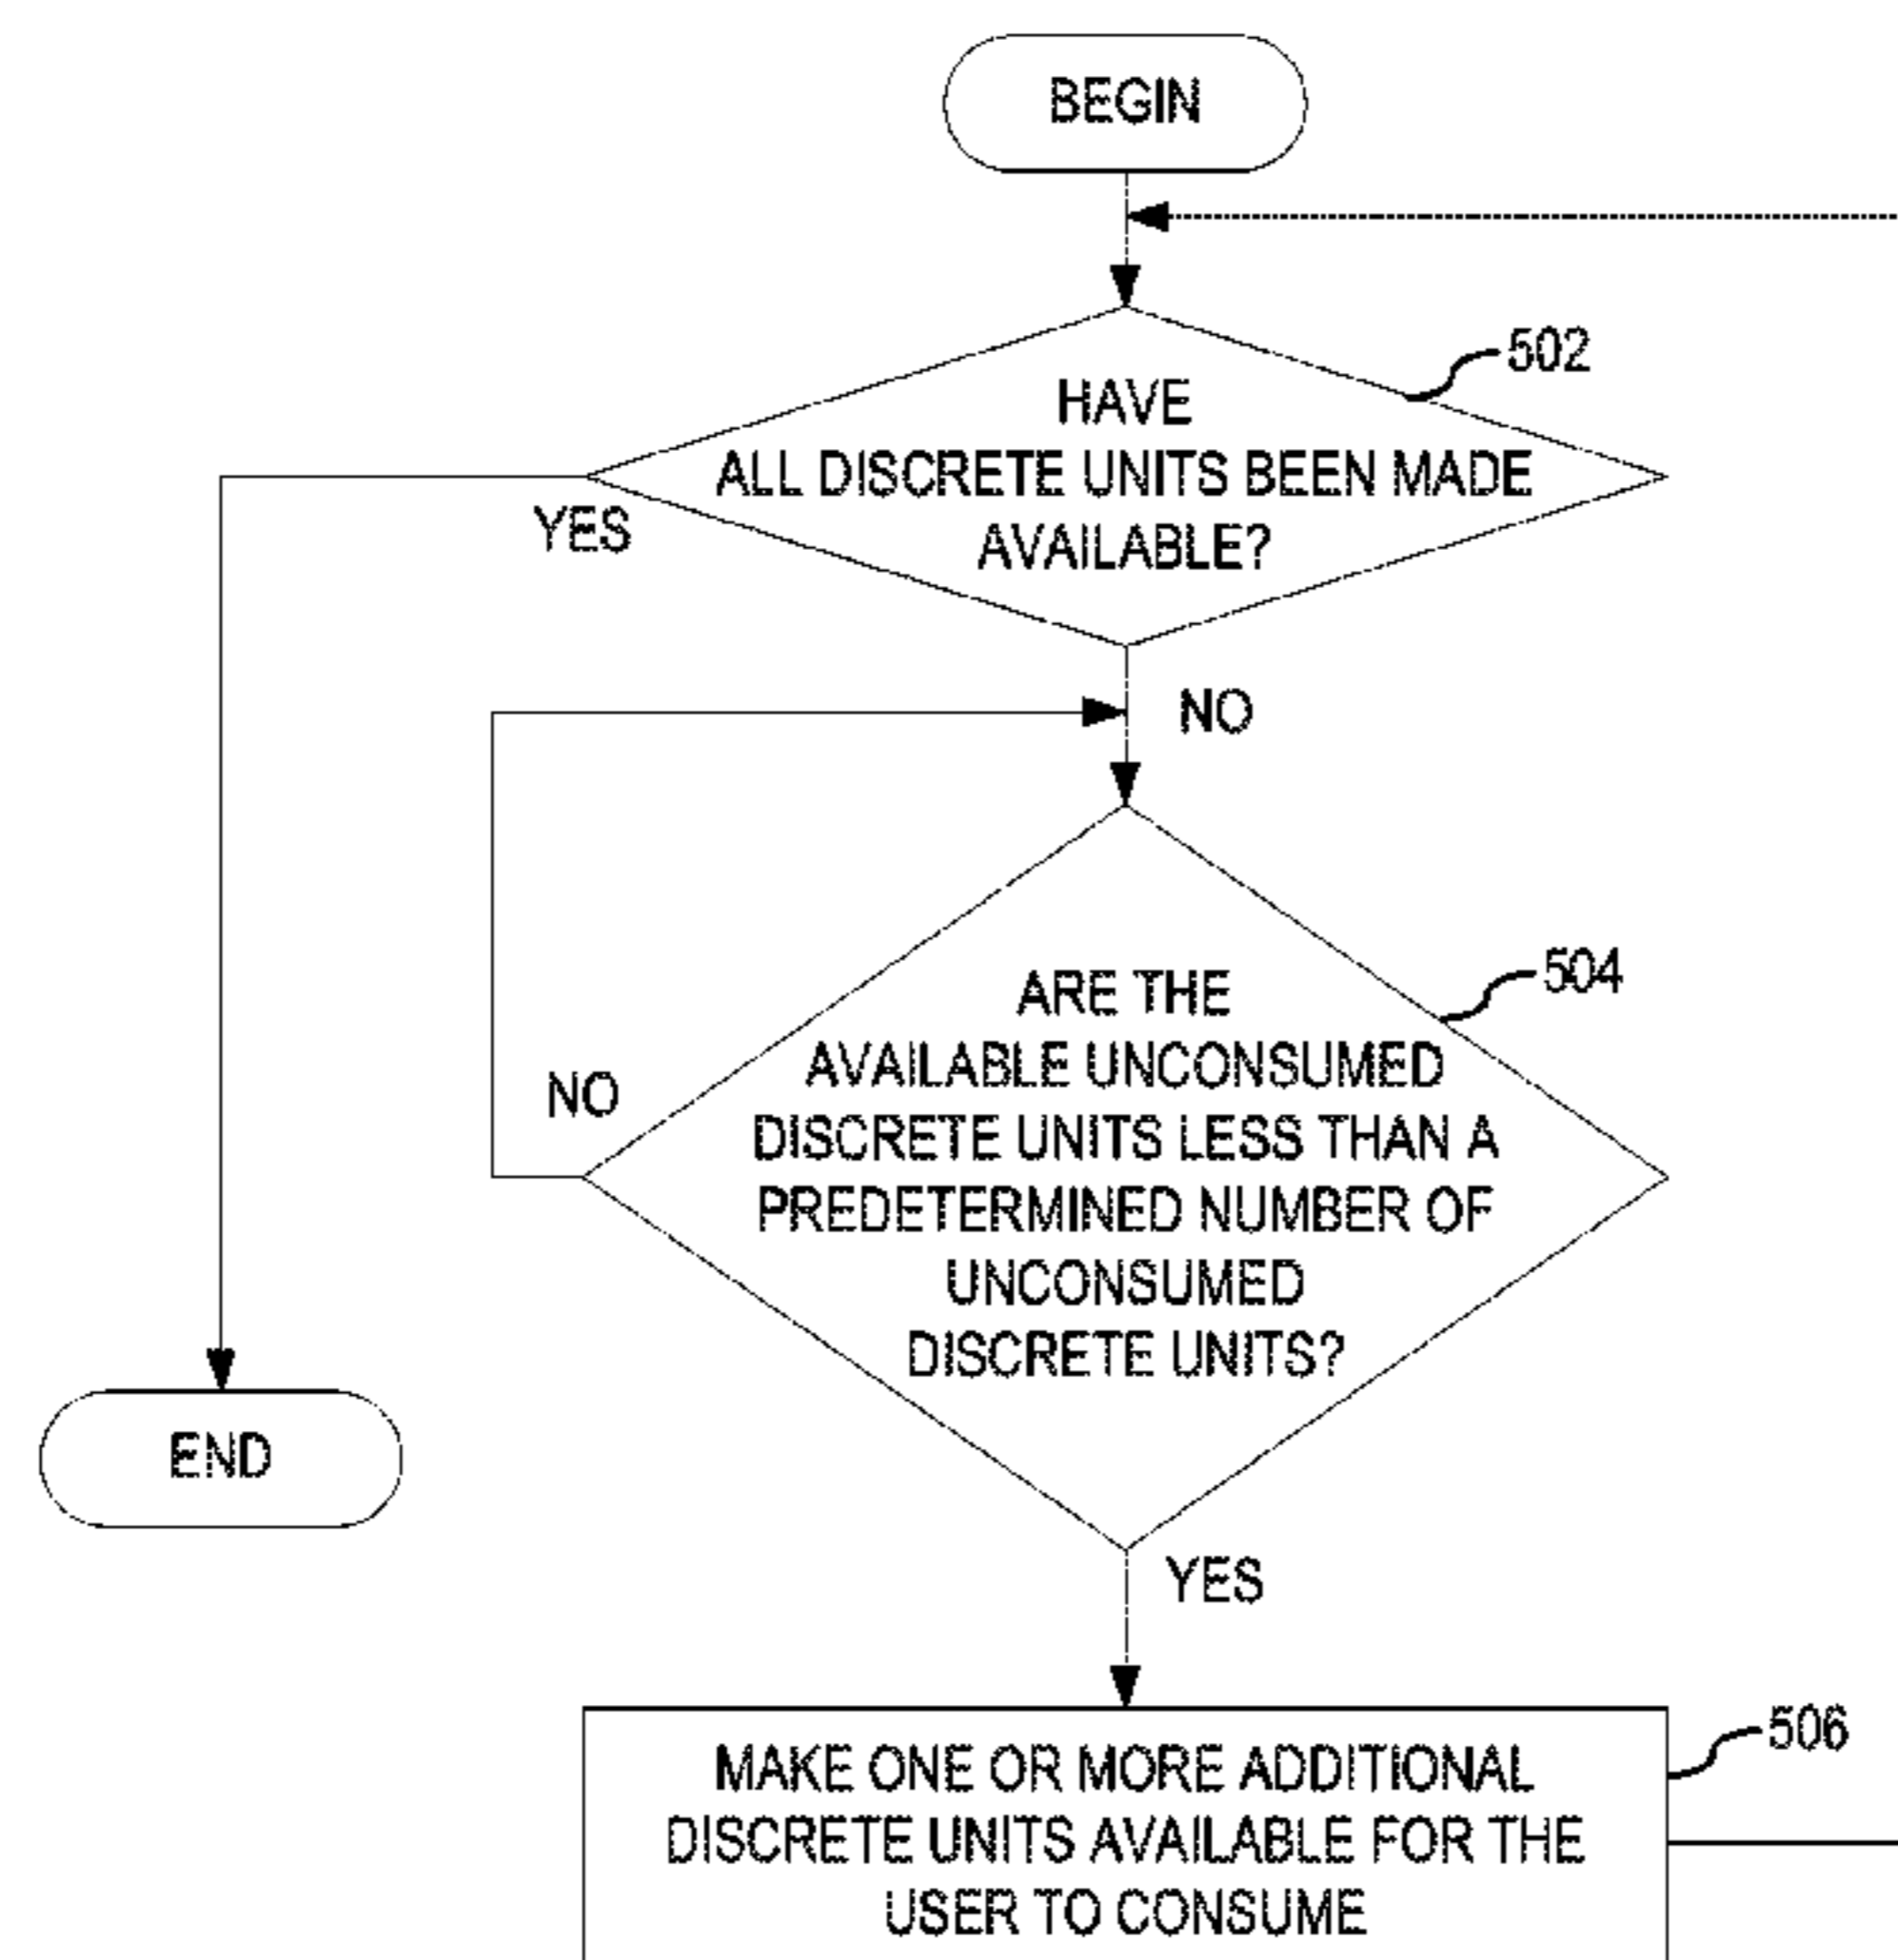 BEGIN
502
HAVE
ALL DISCRETE UNITS BEEN MADE
AVAILABLE?
YES
NO
504
ARE THE
AVAILABLE UNCONSUMED
DISCRETE UNITS LESS THAN A
PREDETERMINED NUMBER OF
UNCONSUMED
DISCRETE UNITS?
NO
END
YES
506
MAKE ONE OR MORE ADDITIONAL
DISCRETE UNITS AVAILABLE FOR THE
USER TO CONSUME